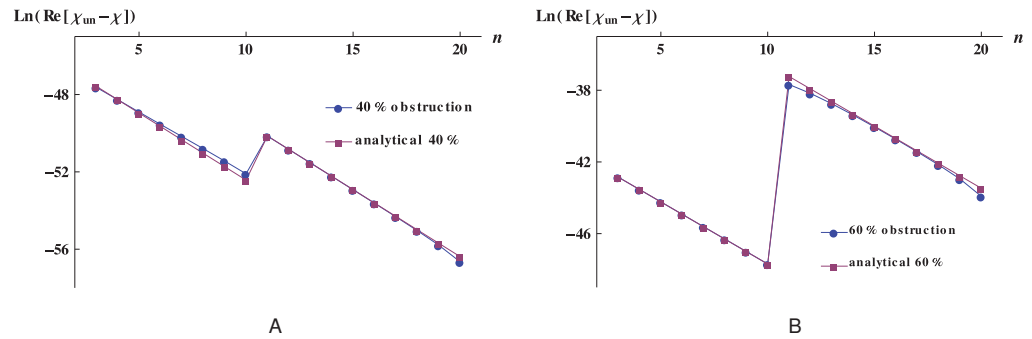 Ln(Re[χun−χ])
n
5 10 15 20
−48
−52
−56
40% obstruction
analytical 40%
A
Ln(Re[χun−χ])
n
5 10 15 20
−38
−42
−46
60% obstruction
analytical 60%
B